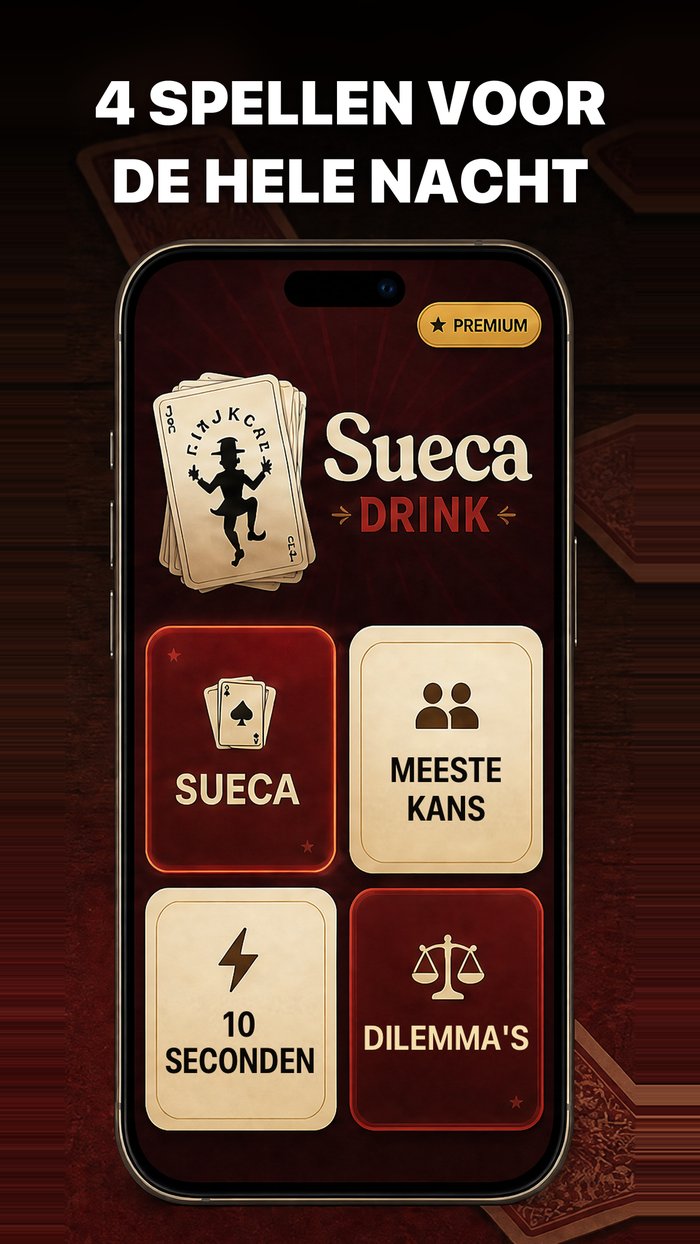 4 SPELLEN VOOR
DE HELE NACHT
★ PREMIUM
Sueca
DRINK
SUECA
MEESTE
KANS
10
SECONDEN
DILEMMA'S